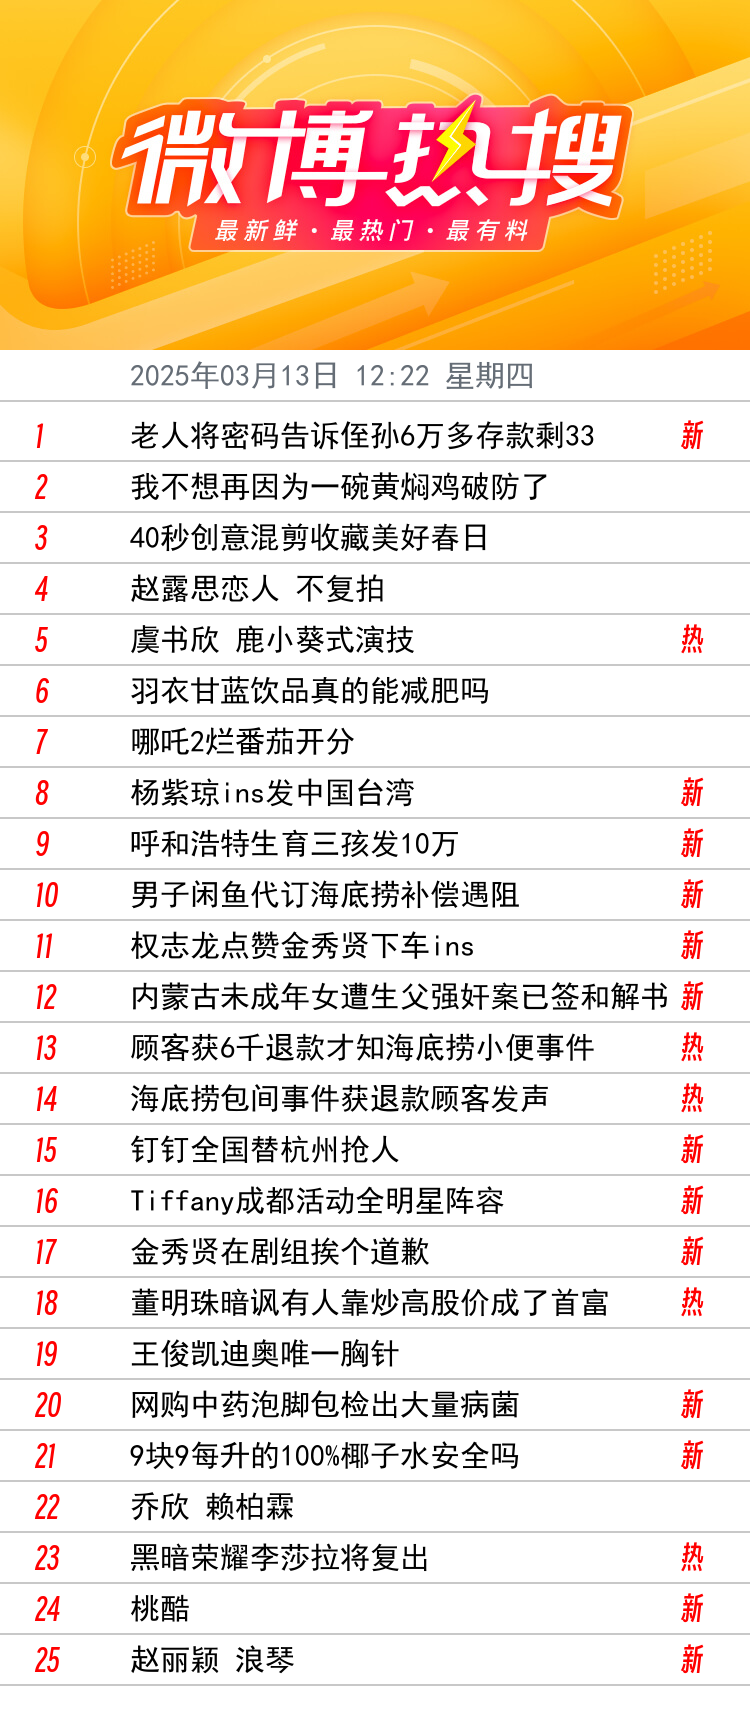 微博热搜
最新鲜·最热门·最有料
2025年03月13日 12:22 星期四
1 老人将密码告诉侄孙6万多存款剩33 新
2 我不想再因为一碗黄焖鸡破防了
3 40秒创意混剪收藏美好春日
4 赵露思恋人 不复拍
5 虞书欣 鹿小葵式演技 热
6 羽衣甘蓝饮品真的能减肥吗
7 哪吒2烂番茄开分
8 杨紫琼ins发中国台湾 新
9 呼和浩特生育三孩发10万 新
10 男子闲鱼代订海底捞补偿遇阻 新
11 权志龙点赞金秀贤下车ins 新
12 内蒙古未成年女遭生父强奸案已签和解书 新
13 顾客获6千退款才知海底捞小便事件 热
14 海底捞包间事件获退款顾客发声 热
15 钉钉全国替杭州抢人 新
16 Tiffany成都活动全明星阵容 新
17 金秀贤在剧组挨个道歉 新
18 董明珠暗讽有人靠炒高股价成了首富 热
19 王俊凯迪奥唯一胸针
20 网购中药泡脚包检出大量病菌 新
21 9块9每升的100%椰子水安全吗 新
22 乔欣 赖柏霖
23 黑暗荣耀李莎拉将复出 热
24 桃酷 新
25 赵丽颖 浪琴 新